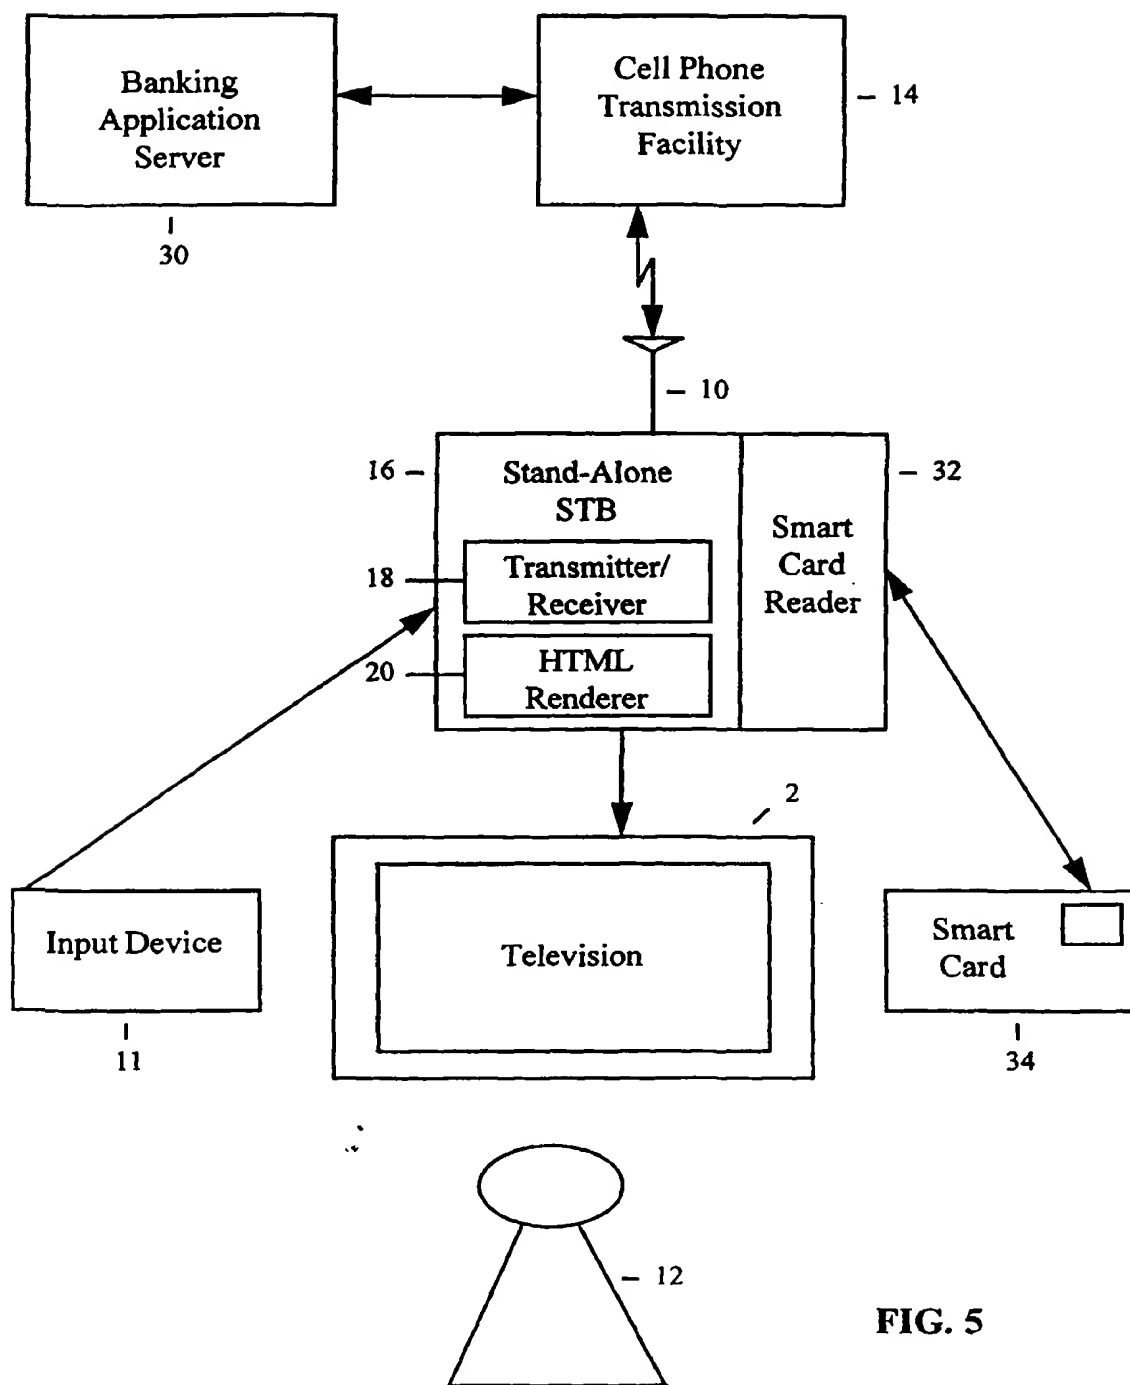 Banking
Application
Server
30
Cell Phone
Transmission
Facility
14
10
16
Stand-Alone
STB
32
18
Transmitter/
Receiver
20
HTML
Renderer
Smart
Card
Reader
2
Input Device
11
Television
Smart
Card
34
12
FIG. 5